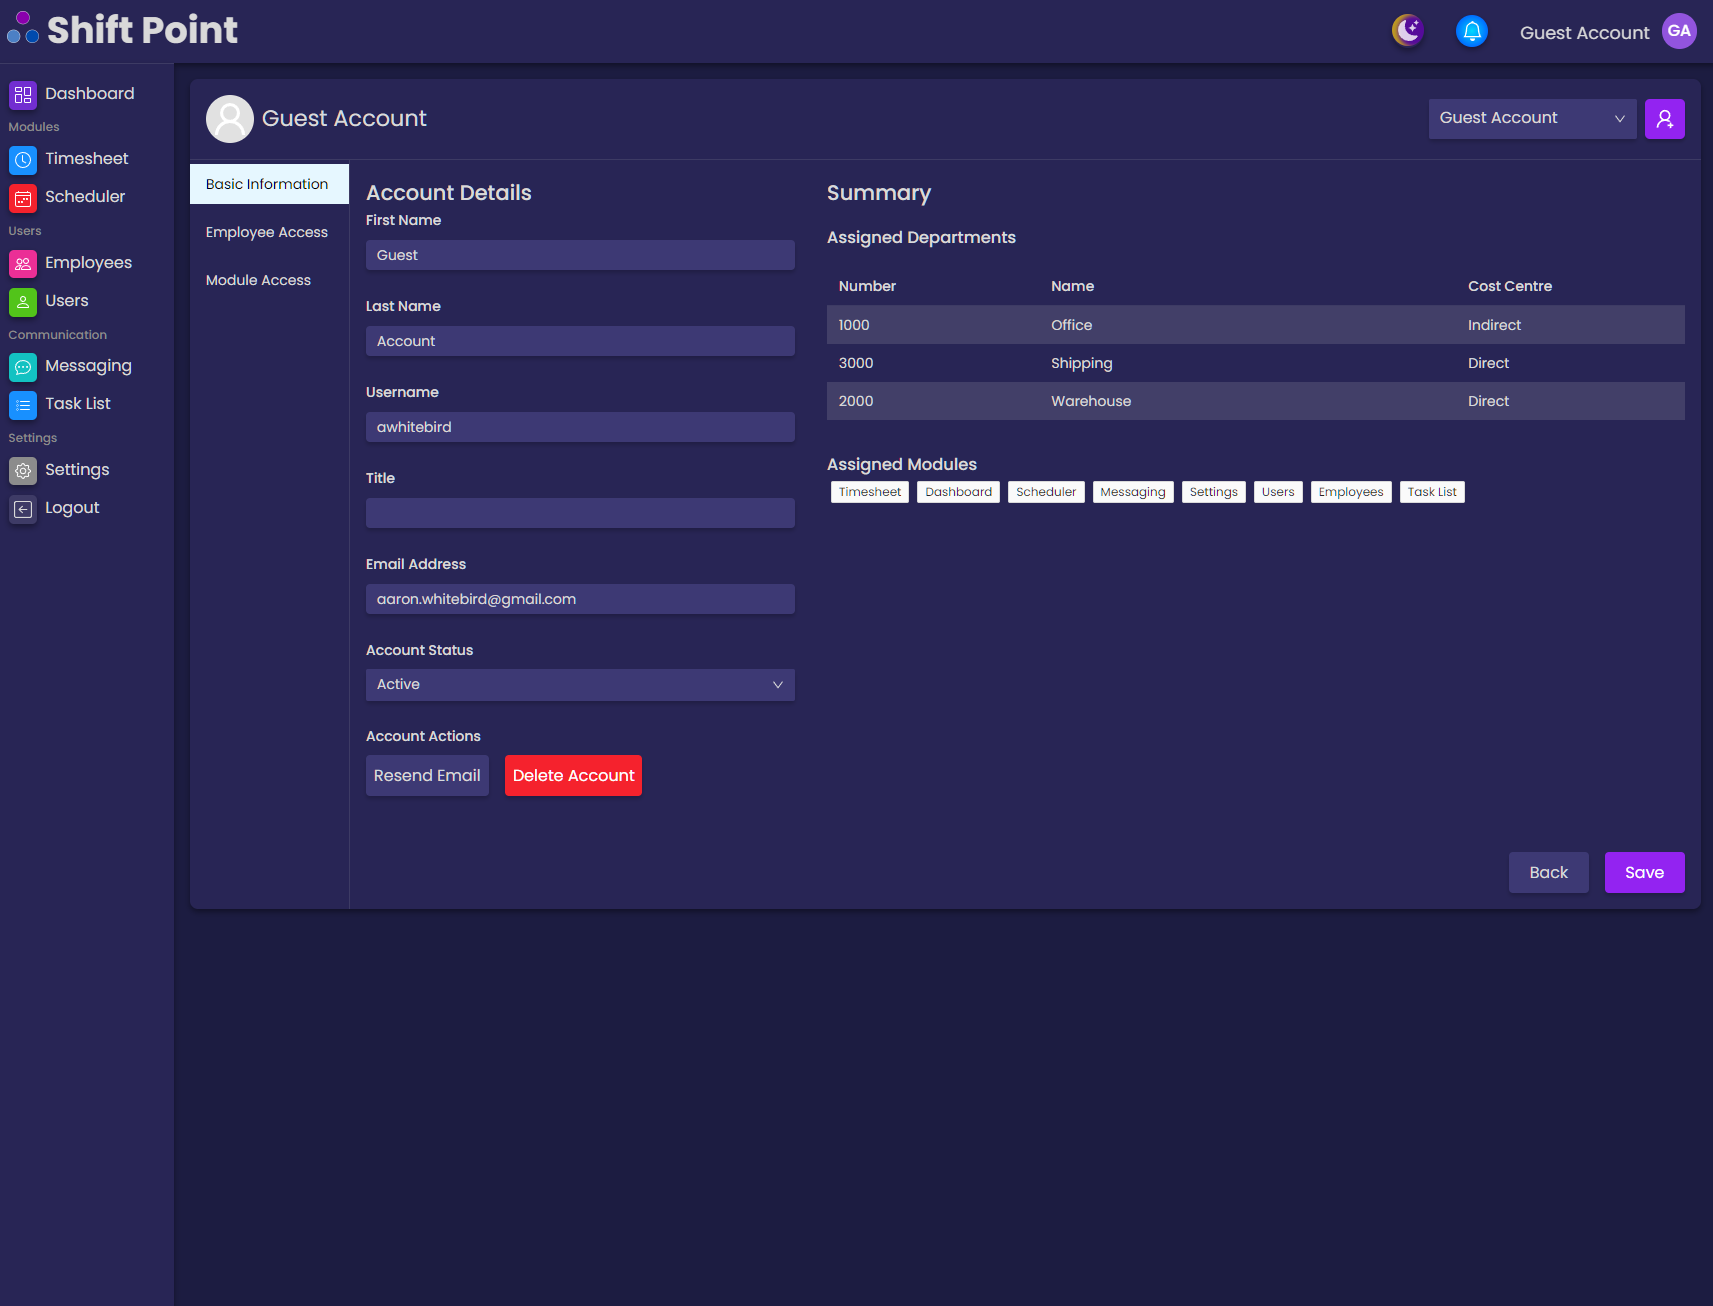 Shift Point
Guest Account
GA
Dashboard
Modules
Timesheet
Scheduler
Users
Employees
Users
Communication
Messaging
Task List
Settings
Settings
Logout
Guest Account
Guest Account
Basic Information
Employee Access
Module Access
Account Details
First Name
Guest
Last Name
Account
Username
awhitebird
Title
Email Address
aaron.whitebird@gmail.com
Account Status
Active
Account Actions
Resend Email Delete Account
Summary
Assigned Departments
Number Name Cost Centre
1000 Office Indirect
3000 Shipping Direct
2000 Warehouse Direct
Assigned Modules
Timesheet Dashboard Scheduler Messaging Settings Users Employees Task List
Back Save